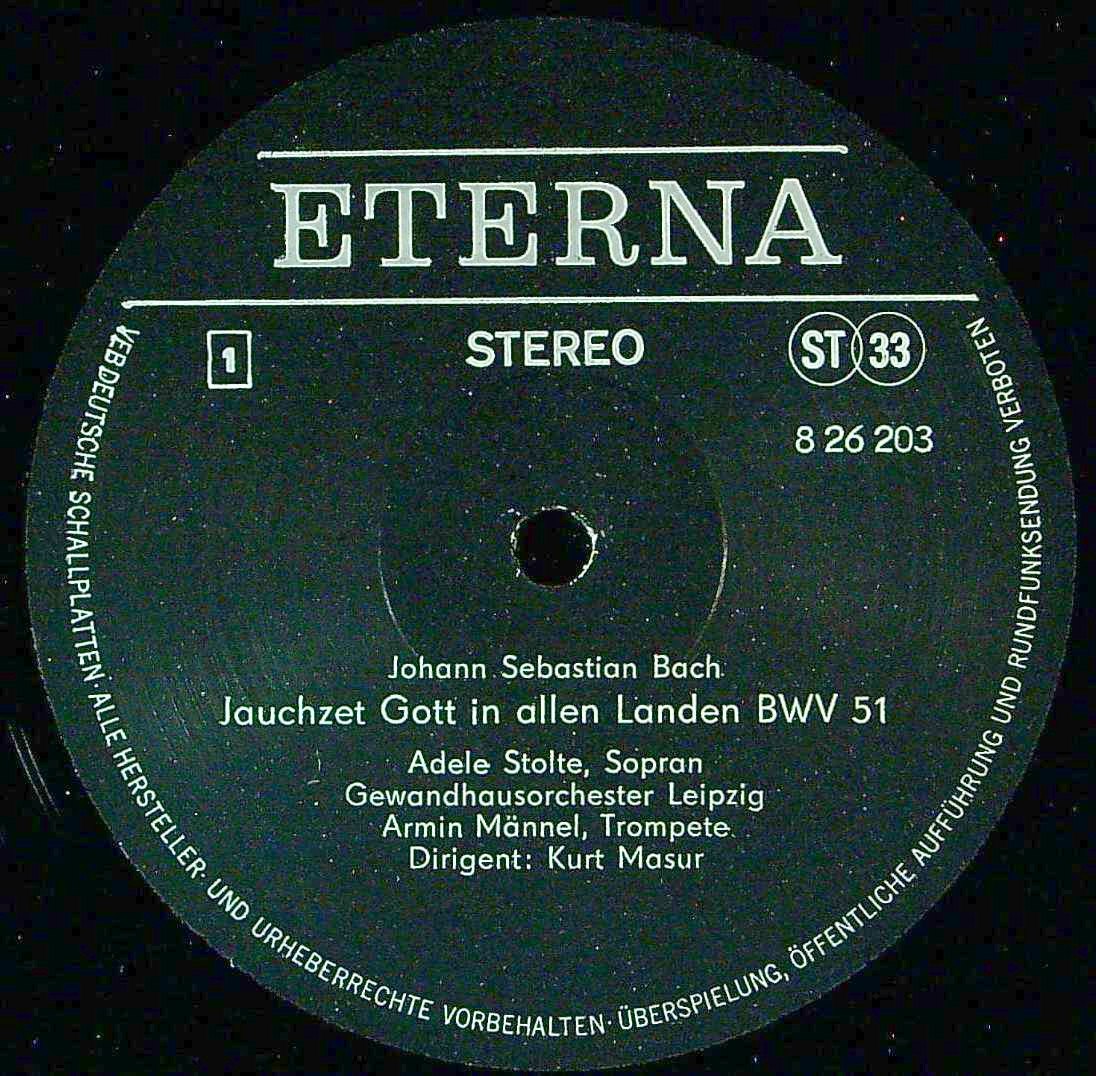 ETERNA
1
STEREO
ST 33
8 26 203
Johann Sebastian Bach
Jauchzet Gott in allen Landen BWV 51
Adele Stolte, Sopran
Gewandhausorchester Leipzig
Armin Männel, Trompete
Dirigent: Kurt Masur
VEB DEUTSCHE SCHALLPLATTEN · ALLE HERSTELLER- UND URHEBERRECHTE VORBEHALTEN · ÜBERSPIELUNG, ÖFFENTLICHE AUFFÜHRUNG UND RUNDFUNKSENDUNG VERBOTEN